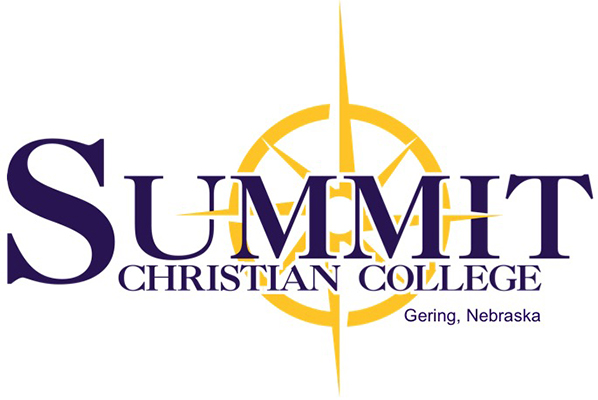 SUMMIT
CHRISTIAN COLLEGE
Gering, Nebraska